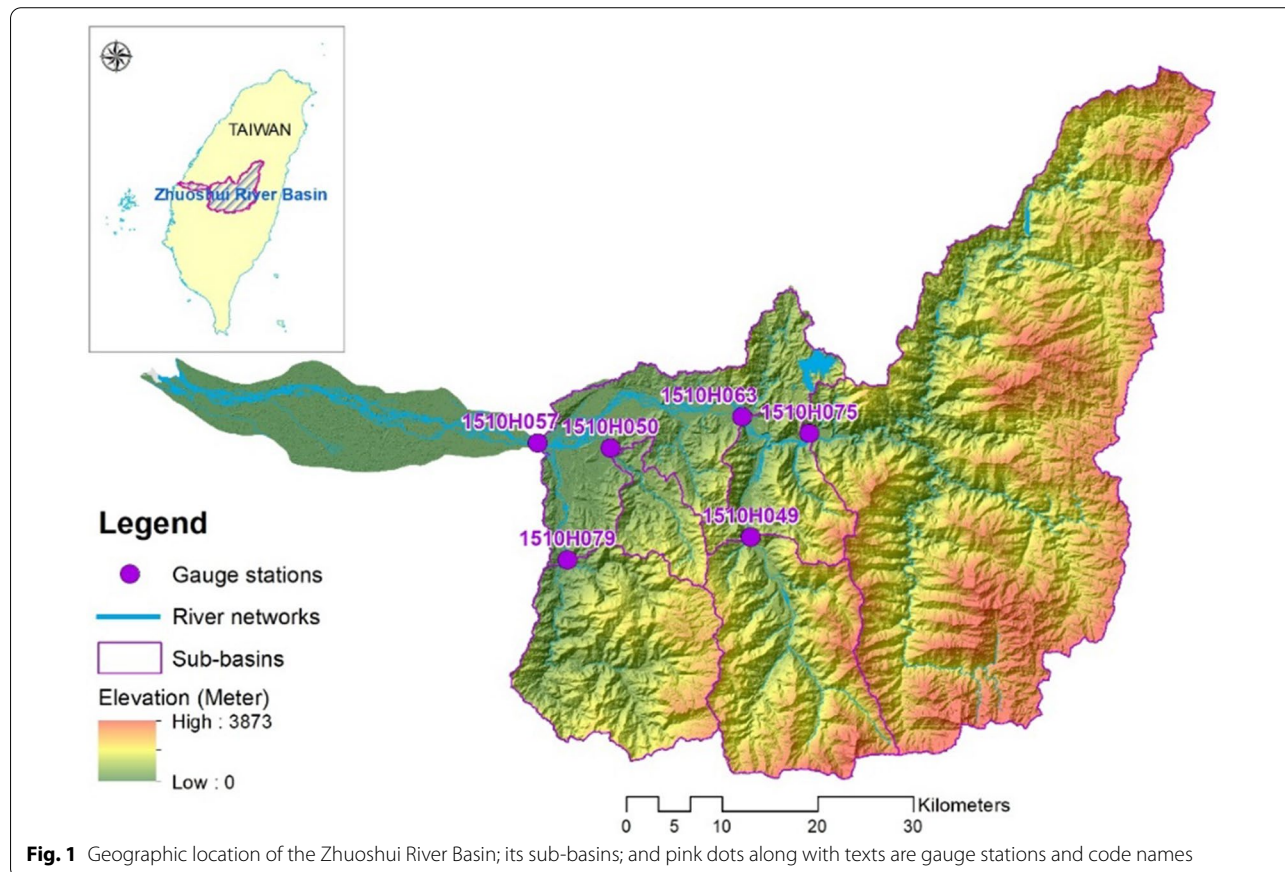 TAIWAN
Zhuoshui River Basin
1510H063
1510H057
1510H050
1510H075
1510H049
1510H079
Legend
Gauge stations
River networks
Sub-basins
Elevation (Meter)
High : 3873
Low : 0
Kilometers
0 5 10 20 30
Fig. 1 Geographic location of the Zhuoshui River Basin; its sub-basins; and pink dots along with texts are gauge stations and code names